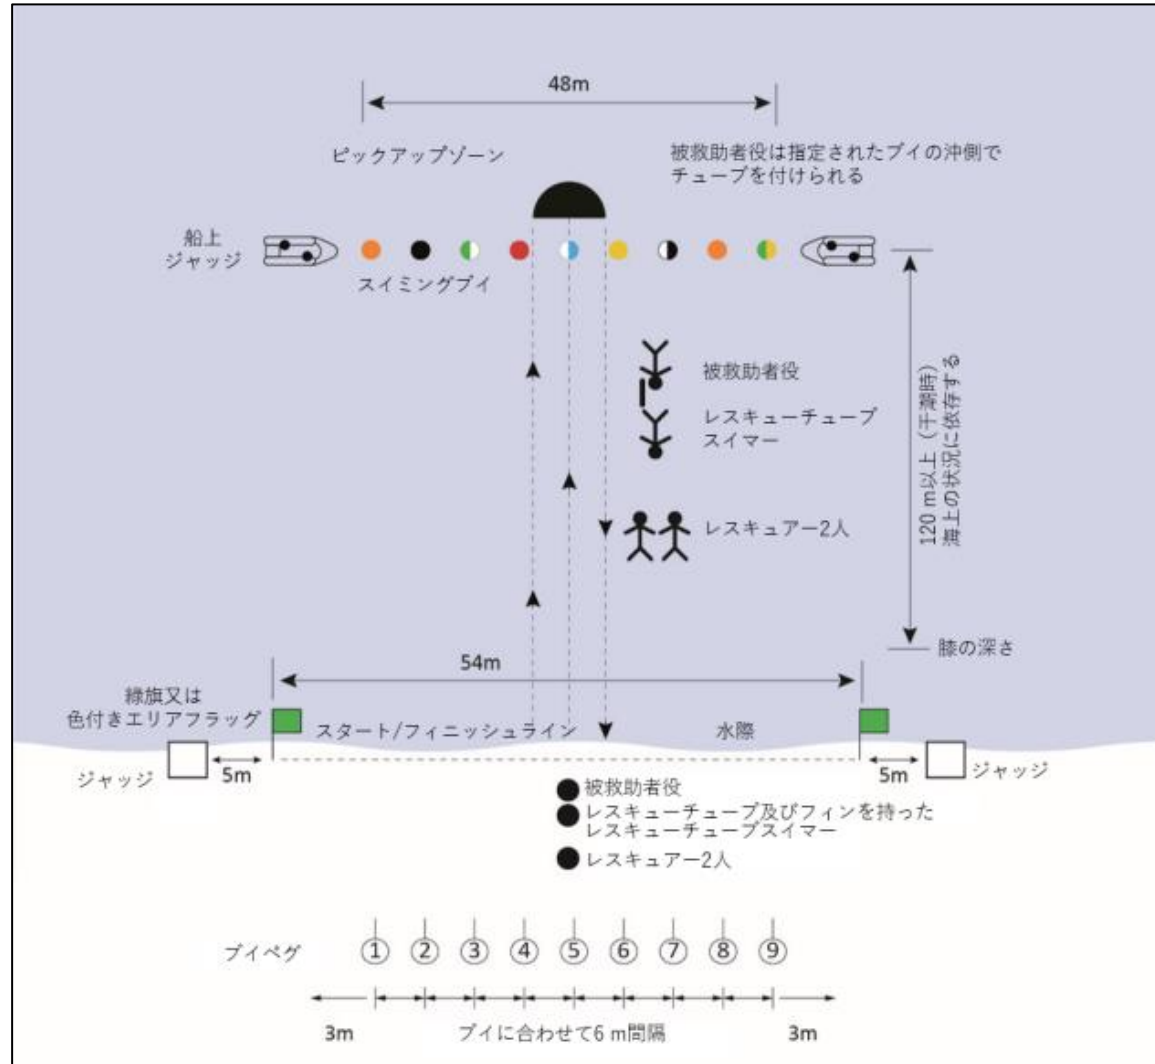 48m
ピックアップゾーン
被救助者役は指定されたブイの沖側で
チューブを付けられる
船上
ジャッジ
スイミングブイ
被救助者役
レスキューチューブ
スイマー
レスキュアー2人
120 m以上(干潮時)
海上の状況に依存する
膝の深さ
54m
緑旗又は
色付きエリアフラッグ
スタート/フィニッシュライン
水際
ジャッジ
5m
5m
ジャッジ
被救助者役
レスキューチューブ及びフィンを持った
レスキューチューブスイマー
レスキュアー2人
ブイペグ
1 2 3 4 5 6 7 8 9
3m
ブイに合わせて6 m間隔
3m